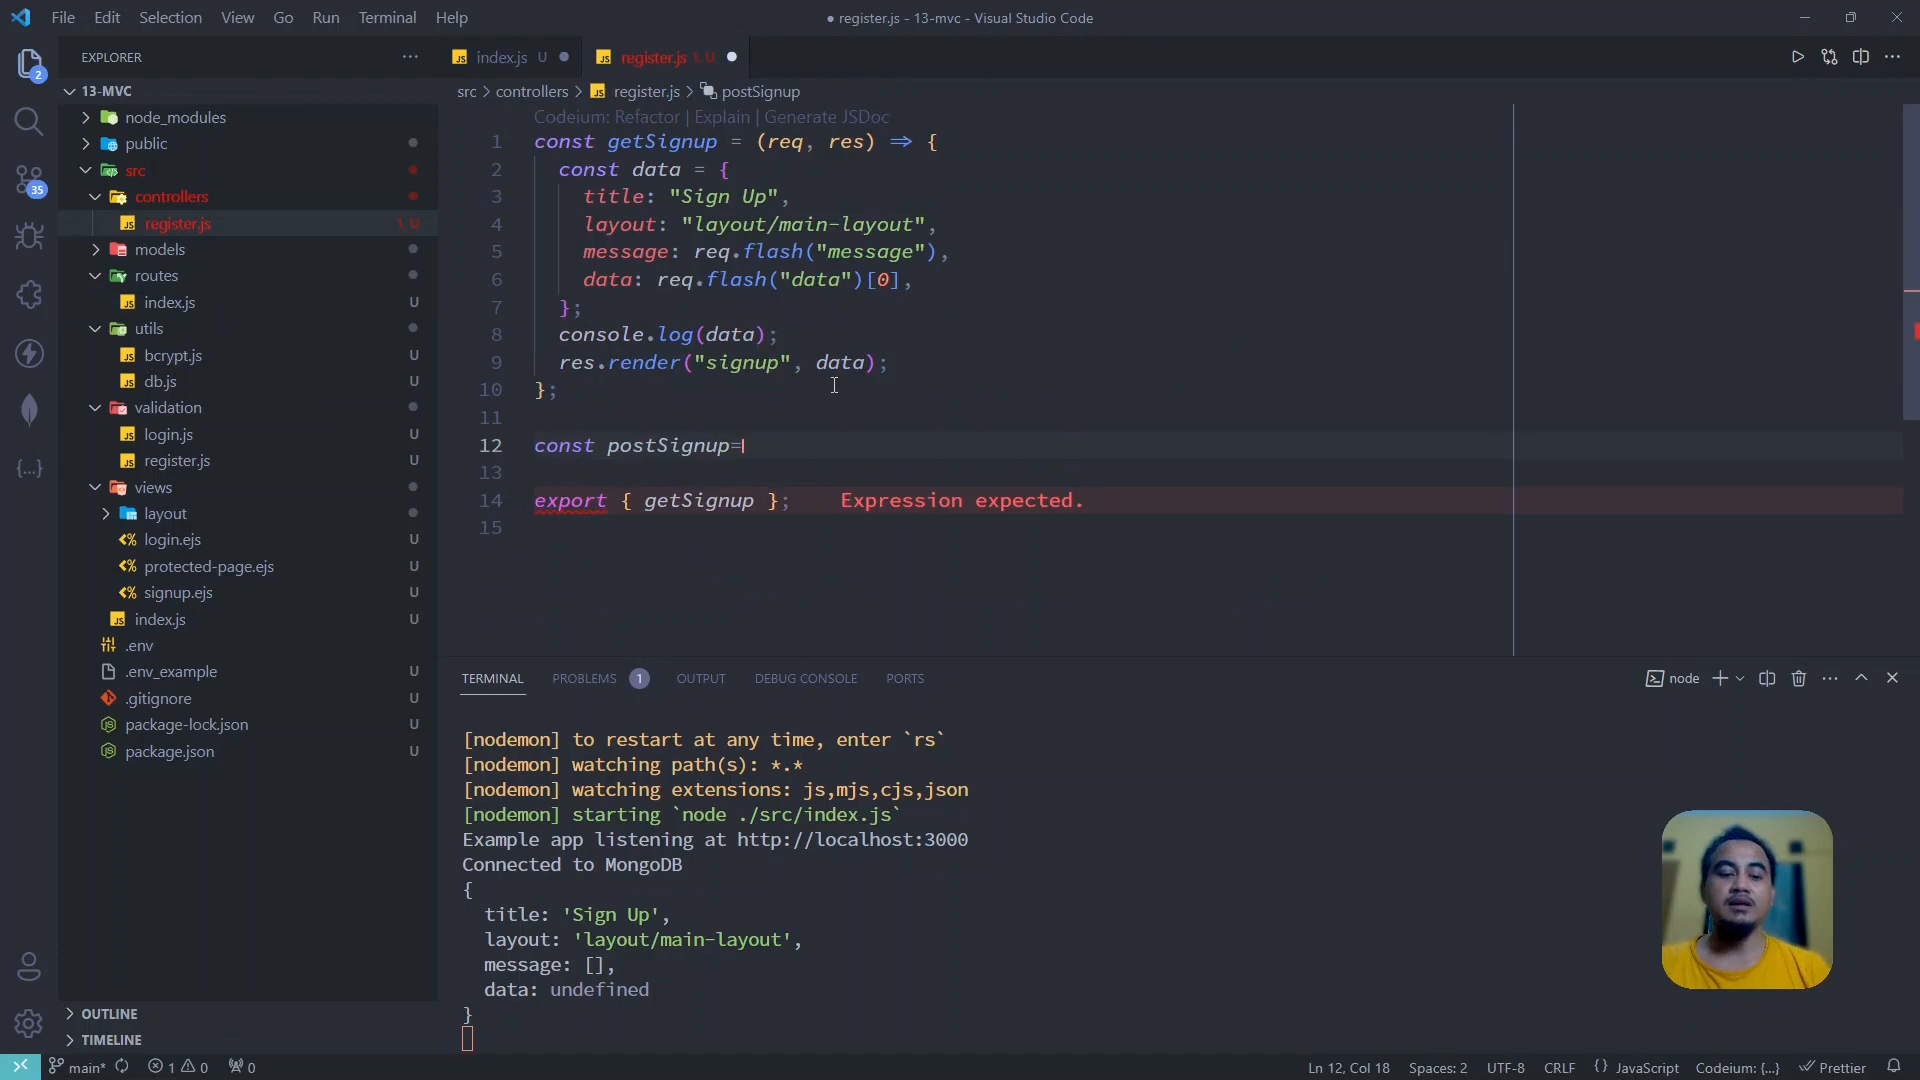 File Edit Selection View Go Run Terminal Help
● register.js - 13-mvc - Visual Studio Code
EXPLORER
index.js U
register.js 1, U
2
13-MVC
src > controllers > register.js > postSignup
node_modules
public
src
controllers
register.js 1, U
models
routes
index.js U
utils
bcrypt.js U
db.js U
validation
login.js U
register.js U
views
layout
login.ejs U
protected-page.ejs U
signup.ejs U
index.js U
.env
.env_example U
.gitignore U
package-lock.json U
package.json U
OUTLINE
TIMELINE
35
Codeium: Refactor | Explain | Generate JSDoc
1 const getSignup = (req, res) => {
2 const data = {
3 title: "Sign Up",
4 layout: "layout/main-layout",
5 message: req.flash("message"),
6 data: req.flash("data")[0],
7 };
8 console.log(data);
9 res.render("signup", data);
10 };
11
12 const postSignup=
13
14 export { getSignup }; Expression expected.
15
TERMINAL PROBLEMS 1 OUTPUT DEBUG CONSOLE PORTS
node
[nodemon] to restart at any time, enter `rs`
[nodemon] watching path(s): *.*
[nodemon] watching extensions: js,mjs,cjs,json
[nodemon] starting `node ./src/index.js`
Example app listening at http://localhost:3000
Connected to MongoDB
{
title: 'Sign Up',
layout: 'layout/main-layout',
message: [],
data: undefined
}
main* 1 0 0
Ln 12, Col 18 Spaces: 2 UTF-8 CRLF {} JavaScript Codeium: {...} Prettier